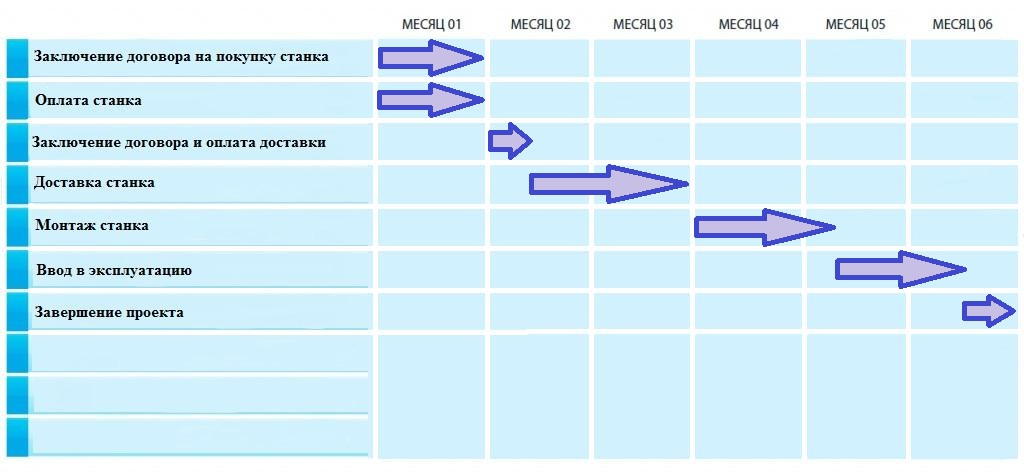 МЕСЯЦ 01 МЕСЯЦ 02 МЕСЯЦ 03 МЕСЯЦ 04 МЕСЯЦ 05 МЕСЯЦ 06
Заключение договора на покупку станка
Оплата станка
Заключение договора и оплата доставки
Доставка станка
Монтаж станка
Ввод в эксплуатацию
Завершение проекта